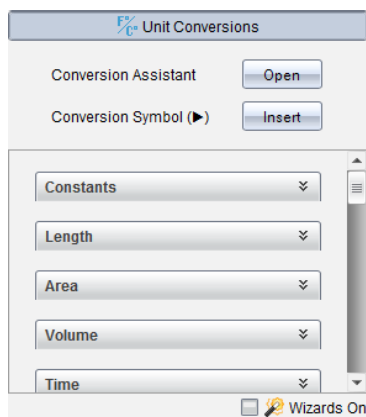 F°/C° Unit Conversions
Conversion Assistant Open
Conversion Symbol (►) Insert
Constants
Length
Area
Volume
Time
Wizards On